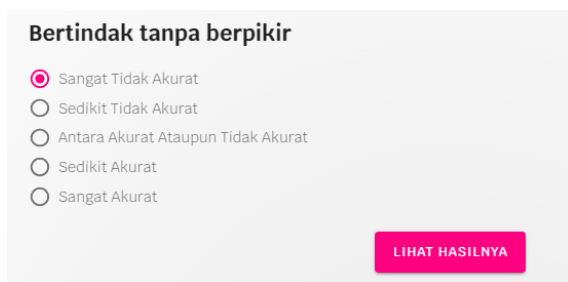 Bertindak tanpa berpikir
Sangat Tidak Akurat
Sedikit Tidak Akurat
Antara Akurat Ataupun Tidak Akurat
Sedikit Akurat
Sangat Akurat
LIHAT HASILNYA